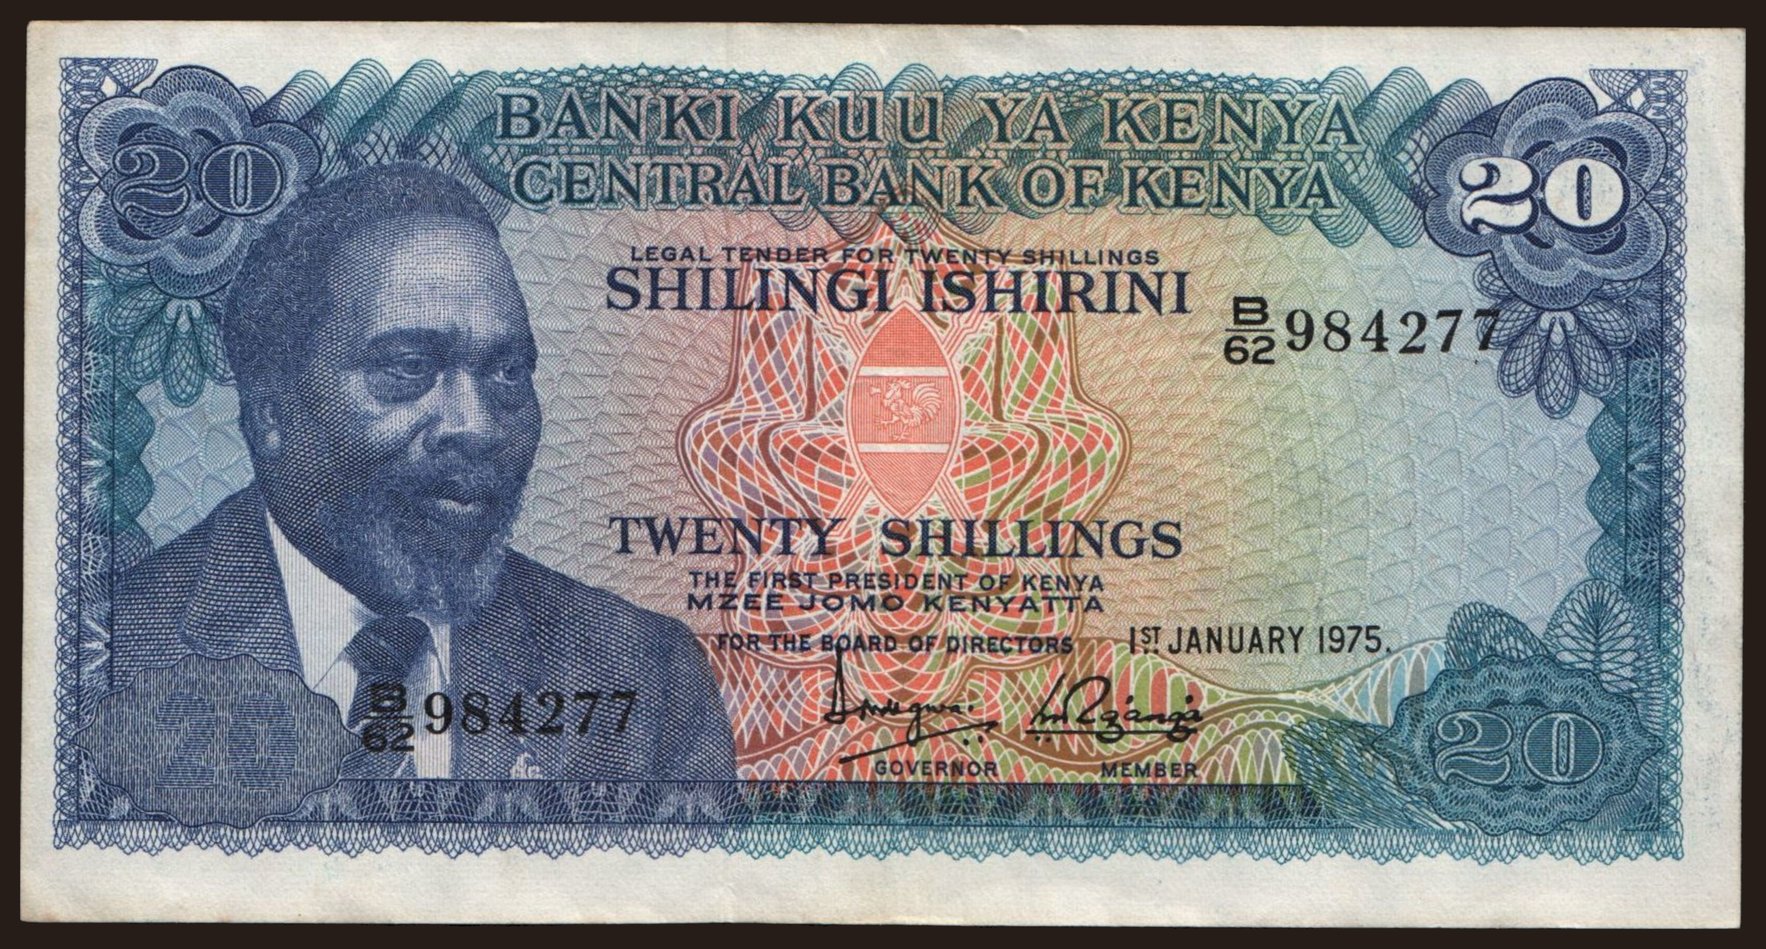 BANKI KUU YA KENYA
CENTRAL BANK OF KENYA
20
20
LEGAL TENDER FOR TWENTY SHILLINGS
SHILINGI ISHIRINI
B/62 984277
TWENTY SHILLINGS
THE FIRST PRESIDENT OF KENYA
MZEE JOMO KENYATTA
FOR THE BOARD OF DIRECTORS 1ST JANUARY 1975.
B/62 984277
20
20
GOVERNOR MEMBER